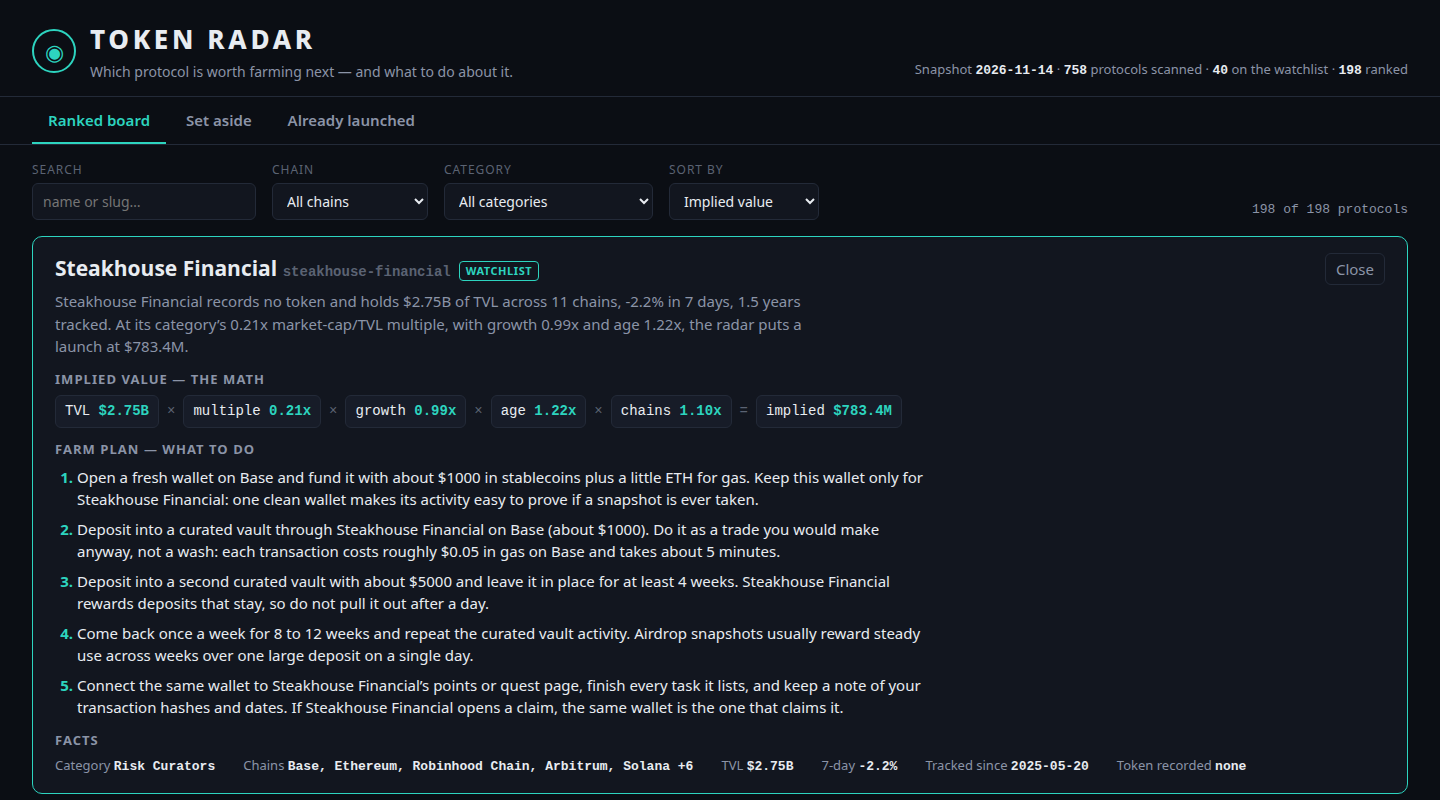 TOKEN RADAR
Which protocol is worth farming next — and what to do about it.
Snapshot 2026-11-14 · 758 protocols scanned · 40 on the watchlist · 198 ranked
Ranked board Set aside Already launched
SEARCH CHAIN CATEGORY SORT BY
name or slug... All chains All categories Implied value
198 of 198 protocols
Steakhouse Financial steakhouse-financial WATCHLIST Close
Steakhouse Financial records no token and holds $2.75B of TVL across 11 chains, -2.2% in 7 days, 1.5 years
tracked. At its category's 0.21x market-cap/TVL multiple, with growth 0.99x and age 1.22x, the radar puts a
launch at $783.4M.
IMPLIED VALUE — THE MATH
TVL $2.75B × multiple 0.21x × growth 0.99x × age 1.22x × chains 1.10x = implied $783.4M
FARM PLAN — WHAT TO DO
1. Open a fresh wallet on Base and fund it with about $1000 in stablecoins plus a little ETH for gas. Keep this wallet only for
Steakhouse Financial: one clean wallet makes its activity easy to prove if a snapshot is ever taken.
2. Deposit into a curated vault through Steakhouse Financial on Base (about $1000). Do it as a trade you would make
anyway, not a wash: each transaction costs roughly $0.05 in gas on Base and takes about 5 minutes.
3. Deposit into a second curated vault with about $5000 and leave it in place for at least 4 weeks. Steakhouse Financial
rewards deposits that stay, so do not pull it out after a day.
4. Come back once a week for 8 to 12 weeks and repeat the curated vault activity. Airdrop snapshots usually reward steady
use across weeks over one large deposit on a single day.
5. Connect the same wallet to Steakhouse Financial's points or quest page, finish every task it lists, and keep a note of your
transaction hashes and dates. If Steakhouse Financial opens a claim, the same wallet is the one that claims it.
FACTS
Category Risk Curators Chains Base, Ethereum, Robinhood Chain, Arbitrum, Solana +6 TVL $2.75B 7-day -2.2% Tracked since 2025-05-20 Token recorded none